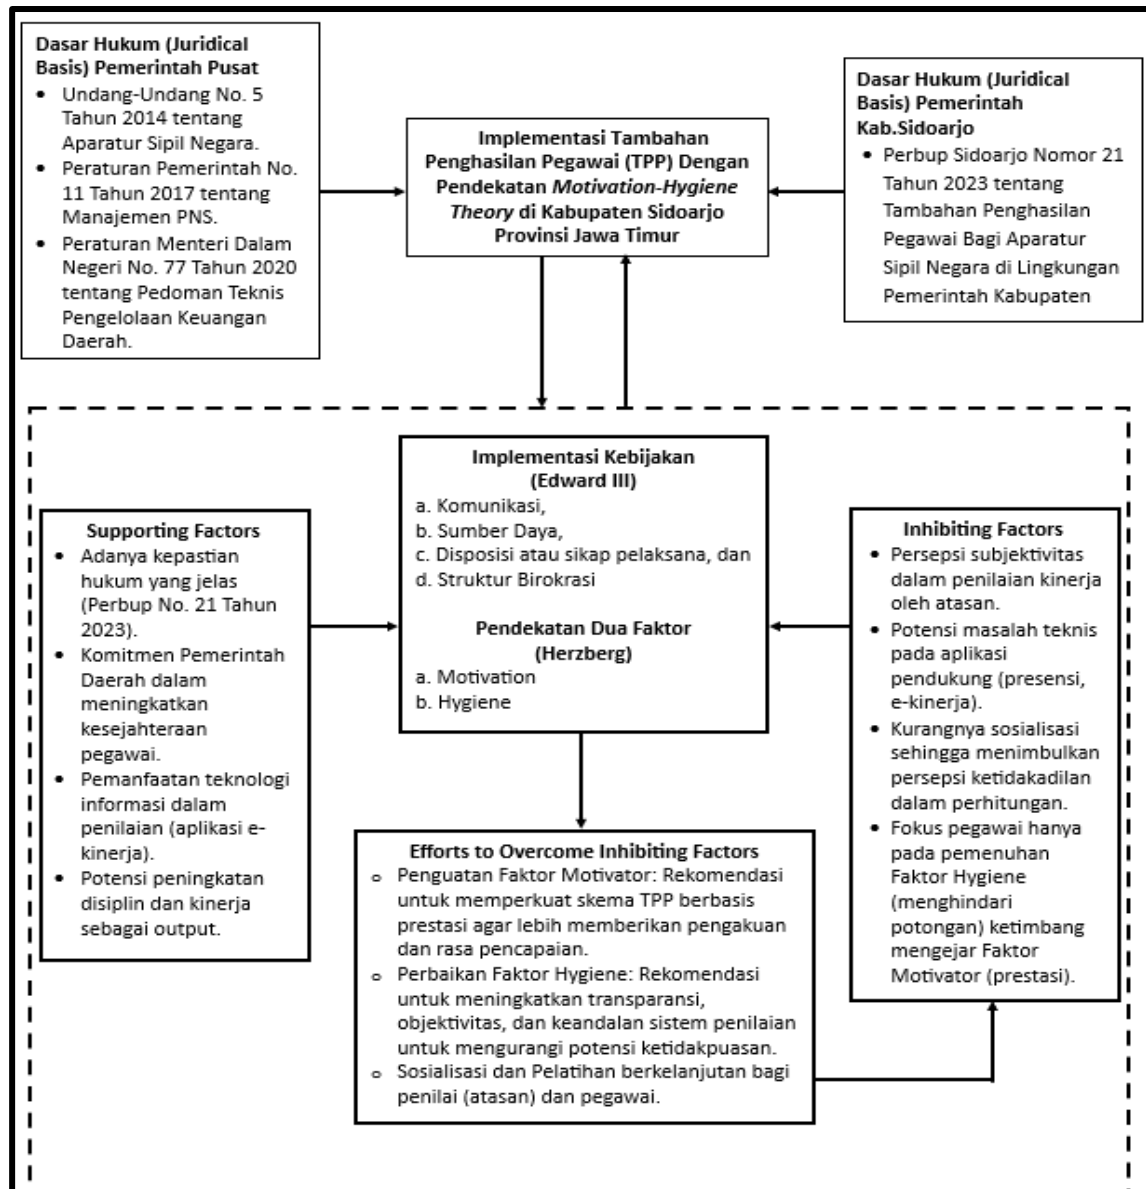 Dasar Hukum (Juridical
Basis) Pemerintah Pusat
• Undang-Undang No. 5
Tahun 2014 tentang
Aparatur Sipil Negara.
• Peraturan Pemerintah No.
11 Tahun 2017 tentang
Manajemen PNS.
• Peraturan Menteri Dalam
Negeri No. 77 Tahun 2020
tentang Pedoman Teknis
Pengelolaan Keuangan
Daerah.
Implementasi Tambahan
Penghasilan Pegawai (TPP) Dengan
Pendekatan Motivation-Hygiene
Theory di Kabupaten Sidoarjo
Provinsi Jawa Timur
Dasar Hukum (Juridical
Basis) Pemerintah
Kab.Sidoarjo
• Perbup Sidoarjo Nomor 21
Tahun 2023 tentang
Tambahan Penghasilan
Pegawai Bagi Aparatur
Sipil Negara di Lingkungan
Pemerintah Kabupaten
Supporting Factors
• Adanya kepastian
hukum yang jelas
(Perbup No. 21 Tahun
2023).
• Komitmen Pemerintah
Daerah dalam
meningkatkan
kesejahteraan
pegawai.
• Pemanfaatan teknologi
informasi dalam
penilaian (aplikasi e-
kinerja).
• Potensi peningkatan
disiplin dan kinerja
sebagai output.
Implementasi Kebijakan
(Edward III)
a. Komunikasi,
b. Sumber Daya,
c. Disposisi atau sikap pelaksana, dan
d. Struktur Birokrasi
Pendekatan Dua Faktor
(Herzberg)
a. Motivation
b. Hygiene
Inhibiting Factors
• Persepsi subjektivitas
dalam penilaian kinerja
oleh atasan.
• Potensi masalah teknis
pada aplikasi
pendukung (presensi,
e-kinerja).
• Kurangnya sosialisasi
sehingga menimbulkan
persepsi ketidakadilan
dalam perhitungan.
• Fokus pegawai hanya
pada pemenuhan
Faktor Hygiene
(menghindari
potongan) ketimbang
mengejar Faktor
Motivator (prestasi).
Efforts to Overcome Inhibiting Factors
o Penguatan Faktor Motivator: Rekomendasi
untuk memperkuat skema TPP berbasis
prestasi agar lebih memberikan pengakuan
dan rasa pencapaian.
o Perbaikan Faktor Hygiene: Rekomendasi
untuk meningkatkan transparansi,
objektivitas, dan keandalan sistem penilaian
untuk mengurangi potensi ketidakpuasan.
o Sosialisasi dan Pelatihan berkelanjutan bagi
penilai (atasan) dan pegawai.